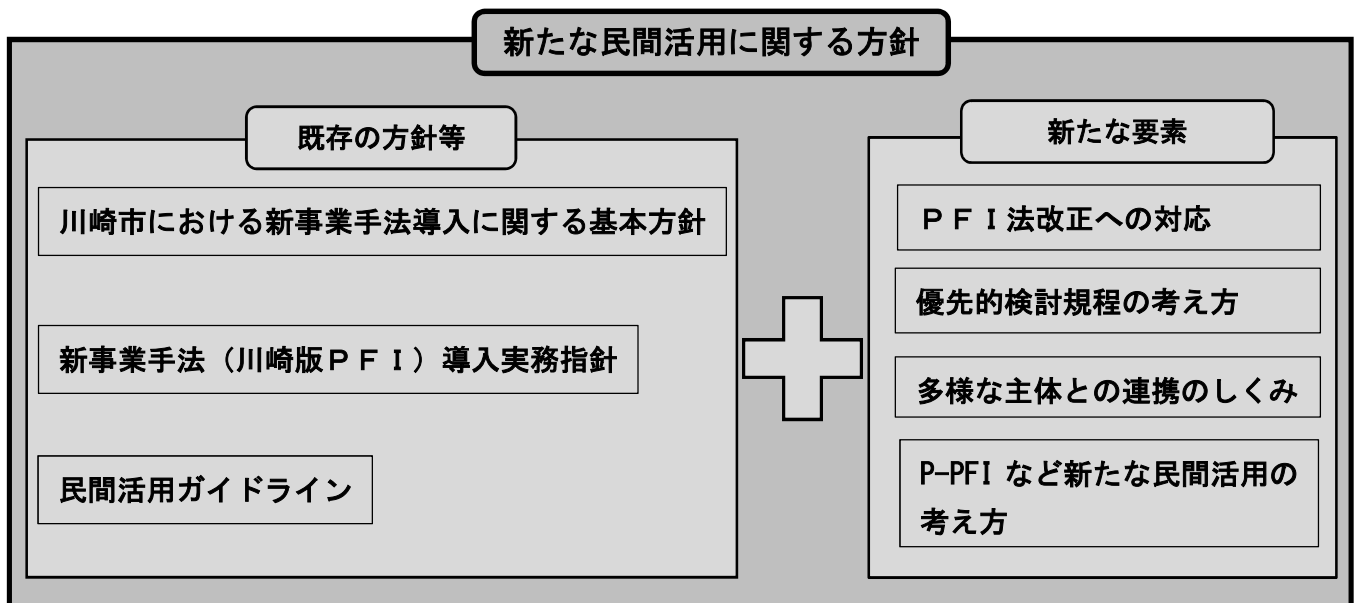 新たな民間活用に関する方針
既存の方針等
川崎市における新事業手法導入に関する基本方針
新事業手法（川崎版ＰＦＩ）導入実務指針
民間活用ガイドライン
新たな要素
ＰＦＩ法改正への対応
優先的検討規程の考え方
多様な主体との連携のしくみ
P-PFI など新たな民間活用の
考え方